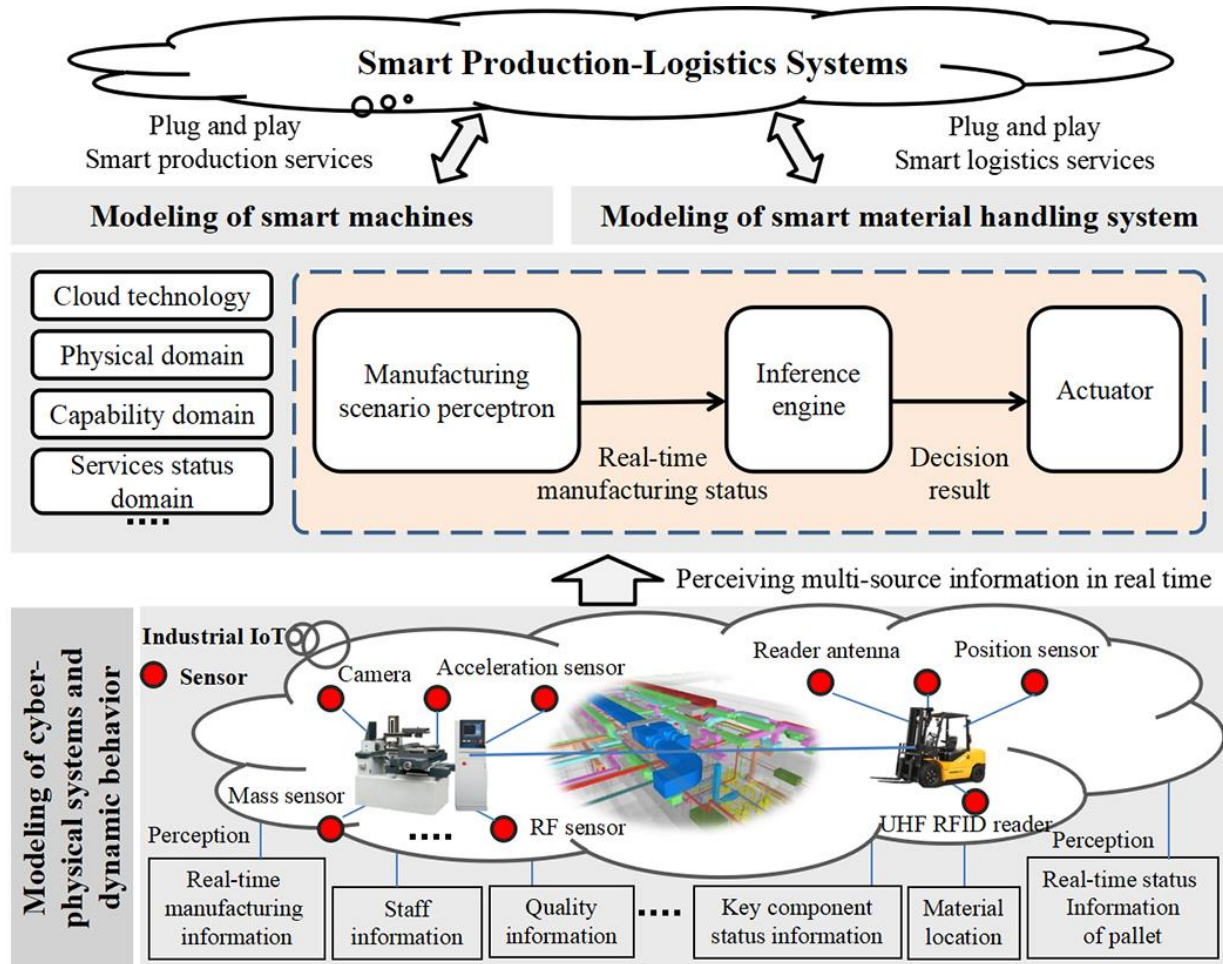 Smart Production-Logistics Systems
Plug and play
Smart production services
Plug and play
Smart logistics services
Modeling of smart machines
Modeling of smart material handling system
Cloud technology
Physical domain
Capability domain
Services status
domain
Manufacturing
scenario perceptron
Real-time
manufacturing status
Inference
engine
Decision
result
Actuator
Perceiving multi-source information in real time
Modeling of cyber-
physical systems and
dynamic behavior
Industrial IoT
Sensor
Camera
Acceleration sensor
Reader antenna
Position sensor
Mass sensor
RF sensor
UHF RFID reader
Perception
Perception
Real-time
manufacturing
information
Staff
information
Quality
information
Key component
status information
Material
location
Real-time status
Information
of pallet